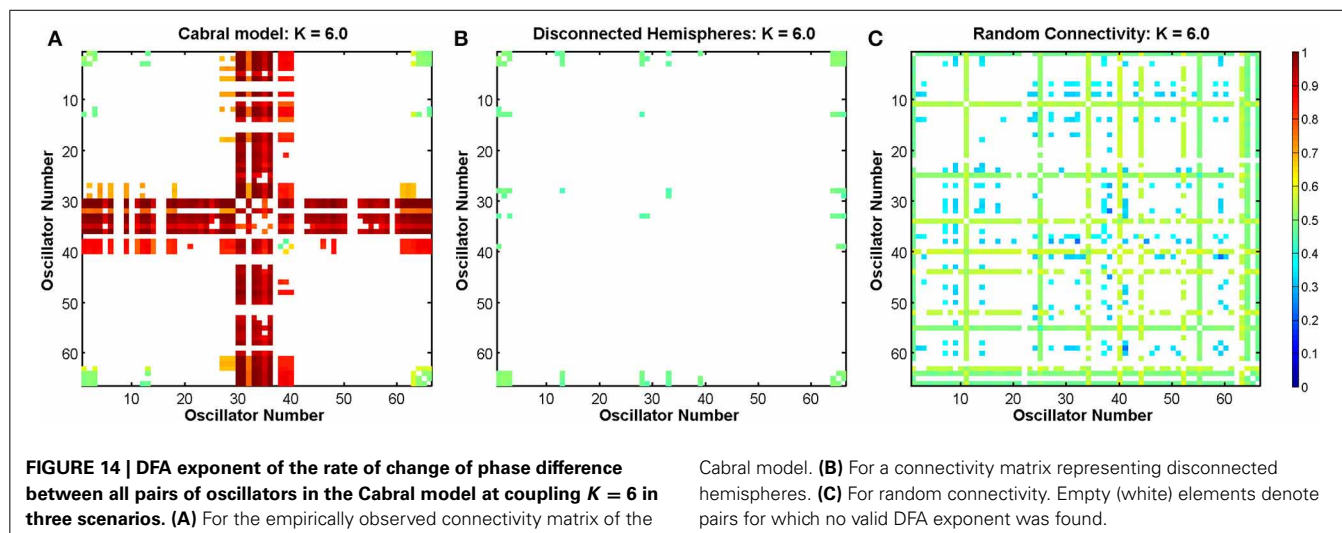 A
Cabral model: K = 6.0
Oscillator Number
10
20
30
40
50
60
10 20 30 40 50 60
Oscillator Number
B
Disconnected Hemispheres: K = 6.0
Oscillator Number
10
20
30
40
50
60
10 20 30 40 50 60
Oscillator Number
C
Random Connectivity: K = 6.0
Oscillator Number
10
20
30
40
50
60
10 20 30 40 50 60
Oscillator Number
1
0.9
0.8
0.7
0.6
0.5
0.4
0.3
0.2
0.1
0
FIGURE 14 | DFA exponent of the rate of change of phase difference
between all pairs of oscillators in the Cabral model at coupling K = 6 in
three scenarios. (A) For the empirically observed connectivity matrix of the
Cabral model. (B) For a connectivity matrix representing disconnected
hemispheres. (C) For random connectivity. Empty (white) elements denote
pairs for which no valid DFA exponent was found.